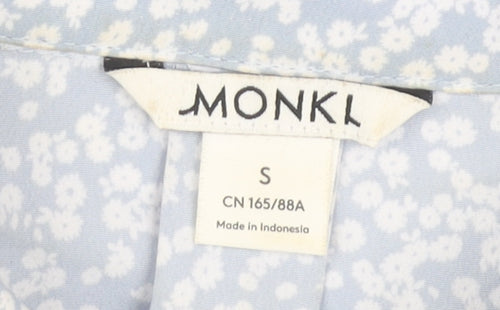 MONKI
S
CN 165/88A
Made in Indonesia